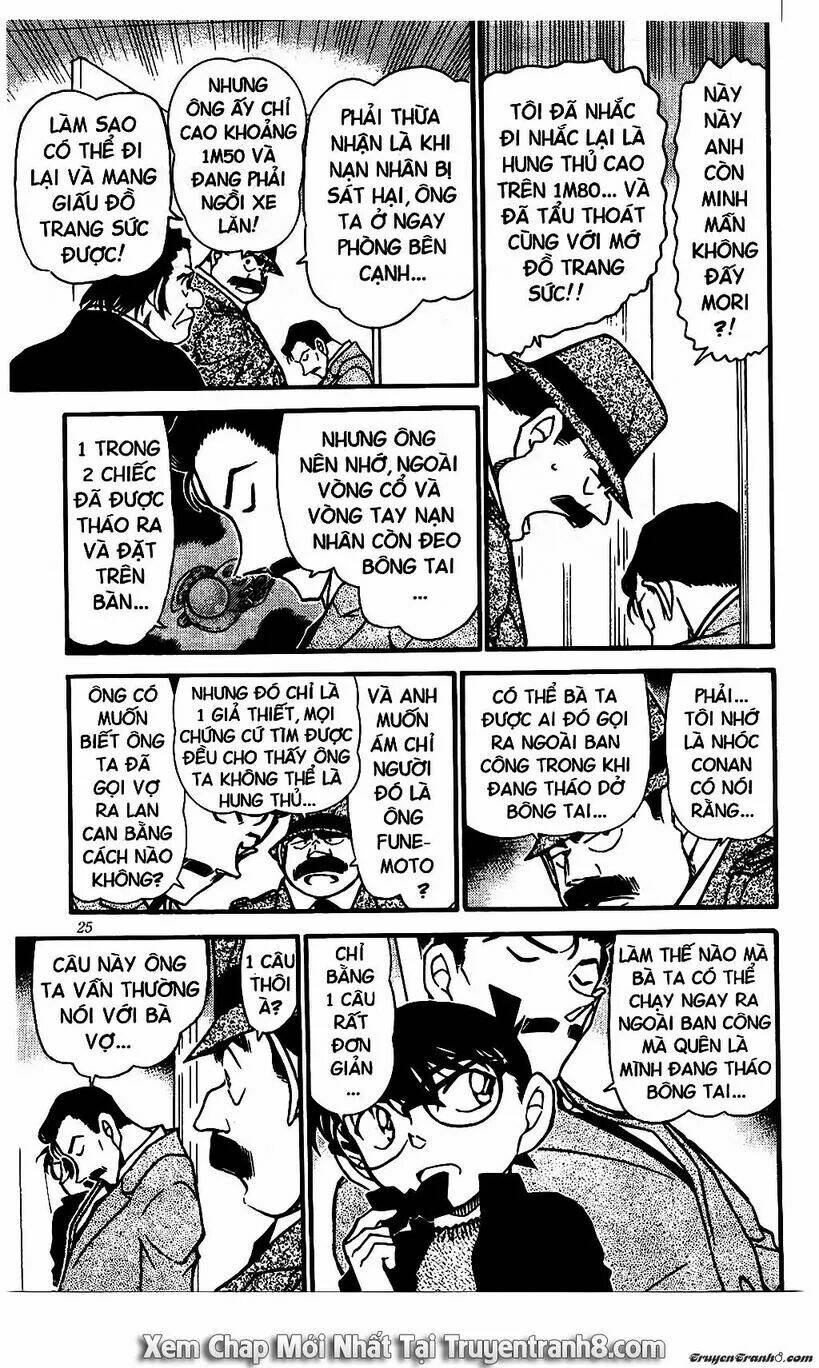 NÀY
NÀY
ANH
CÒN
MINH
MẪN
KHÔNG
ĐẤY
MORI
?!
TÔI ĐÃ NHẮC
ĐI NHẮC LẠI LÀ
HUNG THỦ CAO
TRÊN 1M80... VÀ
ĐÃ TẨU THOÁT
CÙNG VỚI MỚ
ĐỒ TRANG
SỨC!!
PHẢI THỪA
NHẬN LÀ KHI
NẠN NHÂN BỊ
SÁT HẠI, ÔNG
TA Ở NGAY
PHÒNG BÊN
CẠNH...
NHƯNG
ÔNG ẤY CHỈ
CAO KHOẢNG
1M50 VÀ
ĐANG PHẢI
NGỒI XE
LĂN!
LÀM SAO
CÓ THỂ ĐI
LẠI VÀ MANG
GIẤU ĐỒ
TRANG SỨC
ĐƯỢC!
NHƯNG ÔNG
NÊN NHỚ, NGOÀI
VÒNG CỔ VÀ
VÒNG TAY NẠN
NHÂN CÒN ĐEO
BÔNG TAI
...
1 TRONG
2 CHIẾC
ĐÃ ĐƯỢC
THÁO RA
VÀ ĐẶT
TRÊN
BÀN...
PHẢI...
TÔI NHỚ
LÀ NHÓC
CONAN
CÓ NÓI
RẰNG...
CÓ THỂ BÀ TA
ĐƯỢC AI ĐÓ GỌI
RA NGOÀI BAN
CÔNG TRONG KHI
ĐANG THÁO DỞ
BÔNG TAI...
VÀ ANH
MUỐN
ÁM CHỈ
NGƯỜI
ĐÓ LÀ
ÔNG
FUNE-
MOTO
?
NHƯNG ĐÓ CHỈ LÀ
1 GIẢ THIẾT, MỌI
CHỨNG CỨ TÌM ĐƯỢC
ĐỀU CHO THẤY ÔNG
TA KHÔNG THỂ LÀ
HUNG THỦ...
ÔNG CÓ
MUỐN
BIẾT ÔNG
TA ĐÃ
GỌI VỢ
RA LAN
CAN BẰNG
CÁCH NÀO
KHÔNG?
25
LÀM THẾ NÀO MÀ
BÀ TA CÓ THỂ
CHẠY NGAY RA
NGOÀI BAN CÔNG
MÀ QUÊN LÀ
MÌNH ĐANG THÁO
BÔNG TAI...
CHỈ
BẰNG
1 CÂU
RẤT
ĐƠN
GIẢN
...
1 CÂU
THÔI
À?
CÂU NÀY ÔNG
TA VẪN THƯỜNG
NÓI VỚI BÀ
VỢ...
Xem Chap Mới Nhất Tại Truyentranh8.com
TruyenTranh8.com